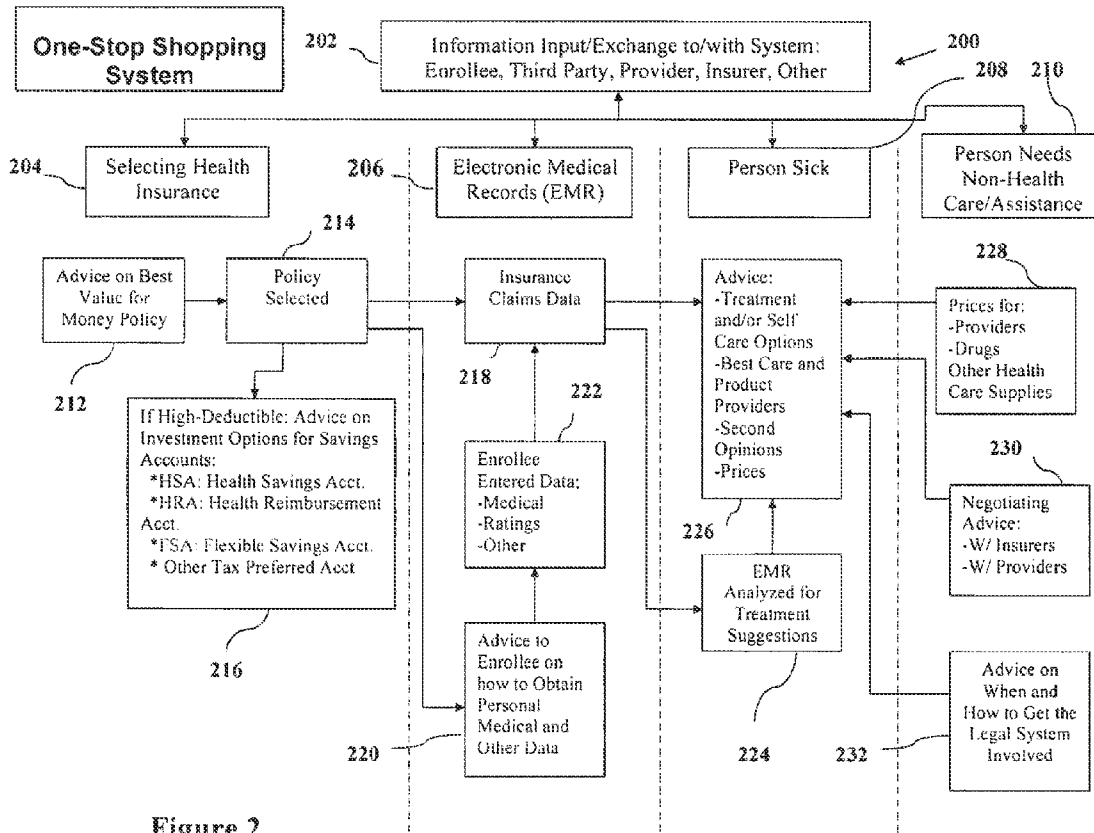 One-Stop Shopping
System
202
Information Input/Exchange to/with System:
Enrollee, Third Party, Provider, Insurer, Other
200
208
210
204
Selecting Health
Insurance
206
Electronic Medical
Records (EMR)
Person Sick
Person Needs
Non-Health
Care/Assistance
214
Advice on Best
Value for
Money Policy
212
Policy
Selected
Insurance
Claims Data
218
Advice:
-Treatment
and/or Self
Care Options
-Best Care and
Product
Providers
-Second
Opinions
-Prices
226
228
Prices for:
-Providers
-Drugs
Other Health
Care Supplies
If High-Deductible: Advice on
Investment Options for Savings
Accounts:
*HSA: Health Savings Acct.
*HRA: Health Reimbursement
Acct.
*FSA: Flexible Savings Acct.
* Other Tax Preferred Acct
216
222
Enrollee
Entered Data;
-Medical
-Ratings
-Other
230
Negotiating
Advice:
-W/ Insurers
-W/ Providers
EMR
Analyzed for
Treatment
Suggestions
224
Advice to
Enrollee on
how to Obtain
Personal
Medical and
Other Data
220
Advice on
When and
How to Get the
Legal System
Involved
232
Figure 2